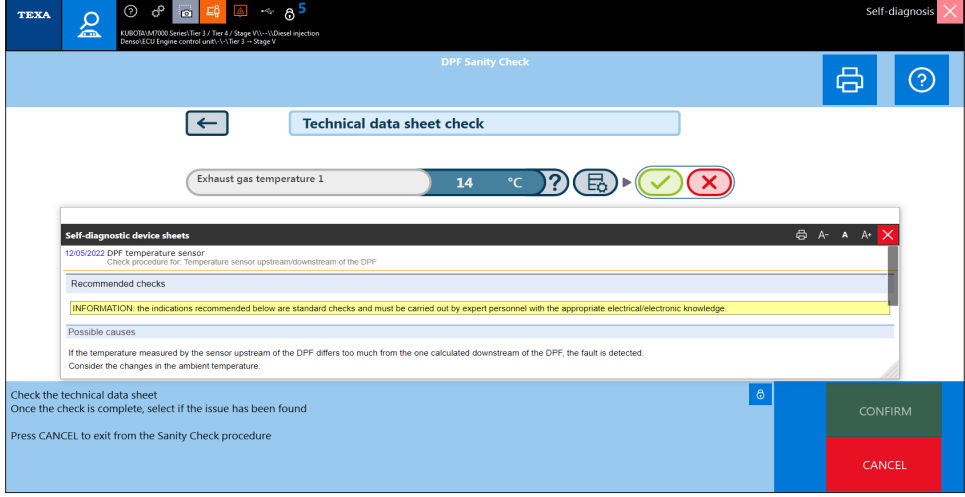 TEXA
5
Self-diagnosis
KUBOTA\M7000 Series\Tier 3 / Tier 4 / Stage V\\--\\Diesel injection
Denso\ECU Engine control unit\-\-\Tier 3 -- Stage V
DPF Sanity Check
Technical data sheet check
Exhaust gas temperature 1
14 °C ?
Self-diagnostic device sheets
A- A A+
12/05/2022 DPF temperature sensor
Check procedure for: Temperature sensor upstream/downstream of the DPF
Recommended checks
INFORMATION: the indications recommended below are standard checks and must be carried out by expert personnel with the appropriate electrical/electronic knowledge.
Possible causes
If the temperature measured by the sensor upstream of the DPF differs too much from the one calculated downstream of the DPF, the fault is detected.
Consider the changes in the ambient temperature.
Check the technical data sheet
Once the check is complete, select if the issue has been found
Press CANCEL to exit from the Sanity Check procedure
CONFIRM
CANCEL